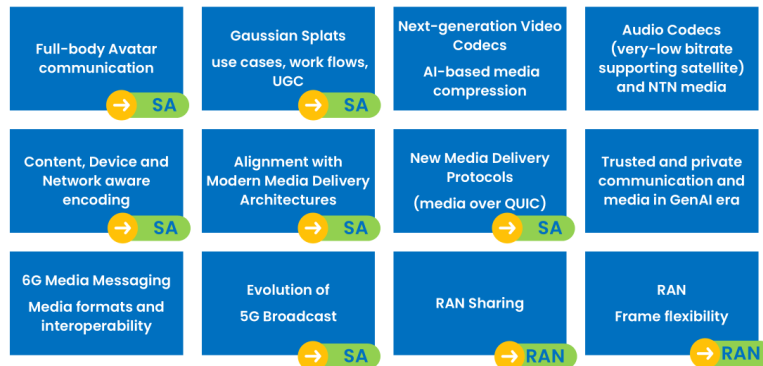 Full-body Avatar
communication
→ SA
Gaussian Splats
use cases, work flows,
UGC
→ SA
Next-generation Video
Codecs
AI-based media
compression
Audio Codecs
(very-low bitrate
supporting satellite)
and NTN media
Content, Device and
Network aware
encoding
→ SA
Alignment with
Modern Media Delivery
Architectures
→ SA
New Media Delivery
Protocols
(media over QUIC)
→ SA
Trusted and private
communication and
media in GenAI era
6G Media Messaging
Media formats and
interoperability
Evolution of
5G Broadcast
→ SA
RAN Sharing
→ RAN
RAN
Frame flexibility
→ RAN